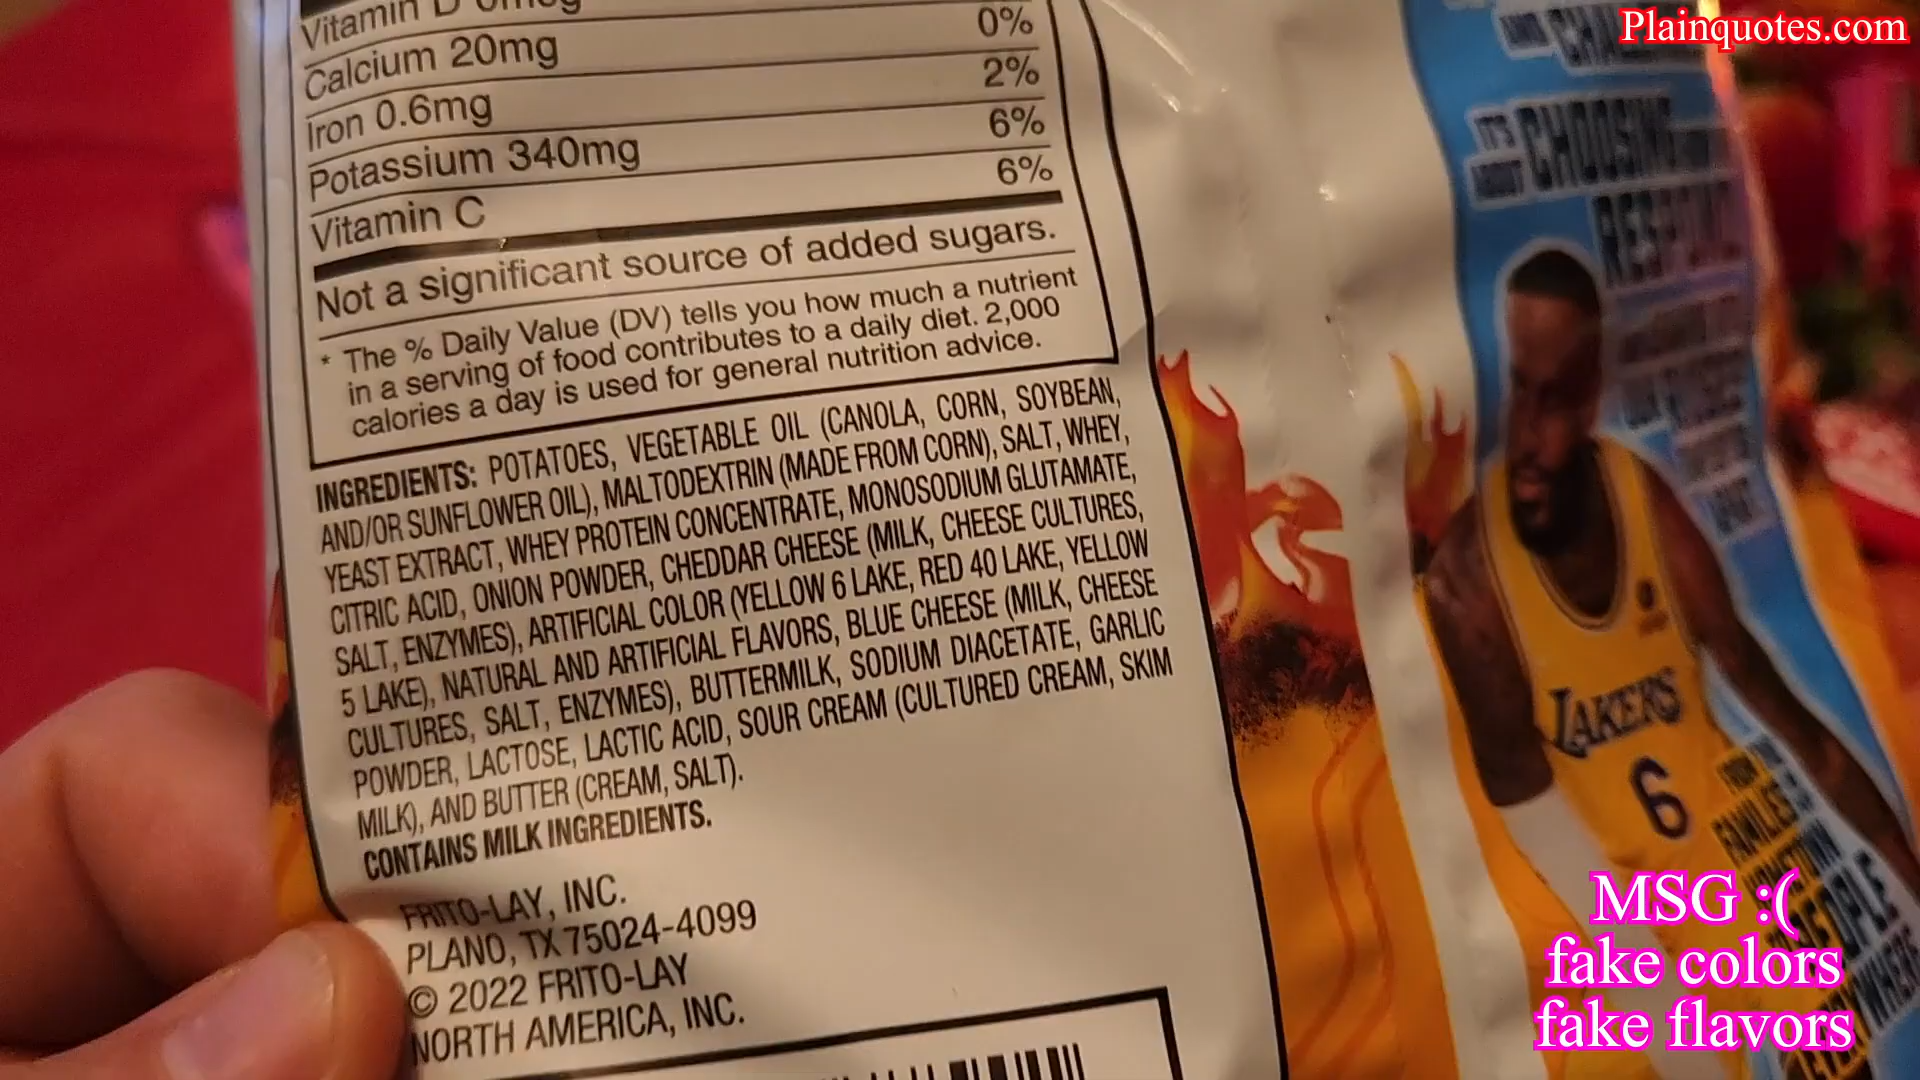 Vitamin D 0mcg 0%
Calcium 20mg 2%
Iron 0.6mg 6%
Potassium 340mg 6%
Vitamin C
Not a significant source of added sugars.
* The % Daily Value (DV) tells you how much a nutrient
in a serving of food contributes to a daily diet. 2,000
calories a day is used for general nutrition advice.
INGREDIENTS: POTATOES, VEGETABLE OIL (CANOLA, CORN, SOYBEAN,
AND/OR SUNFLOWER OIL), MALTODEXTRIN (MADE FROM CORN), SALT, WHEY,
YEAST EXTRACT, WHEY PROTEIN CONCENTRATE, MONOSODIUM GLUTAMATE,
CITRIC ACID, ONION POWDER, CHEDDAR CHEESE (MILK, CHEESE CULTURES,
SALT, ENZYMES), ARTIFICIAL COLOR (YELLOW 6 LAKE, RED 40 LAKE, YELLOW
5 LAKE), NATURAL AND ARTIFICIAL FLAVORS, BLUE CHEESE (MILK, CHEESE
CULTURES, SALT, ENZYMES), BUTTERMILK, SODIUM DIACETATE, GARLIC
POWDER, LACTOSE, LACTIC ACID, SOUR CREAM (CULTURED CREAM, SKIM
MILK), AND BUTTER (CREAM, SALT).
CONTAINS MILK INGREDIENTS.
FRITO-LAY, INC.
PLANO, TX 75024-4099
© 2022 FRITO-LAY
NORTH AMERICA, INC.
Plainquotes.com
IT'S
ABOUT CHOOSING
LAKERS
6
FROM
FAMILIES
HOMETOWN
PEOPLE
EVERYWHERE
MSG :(
fake colors
fake flavors